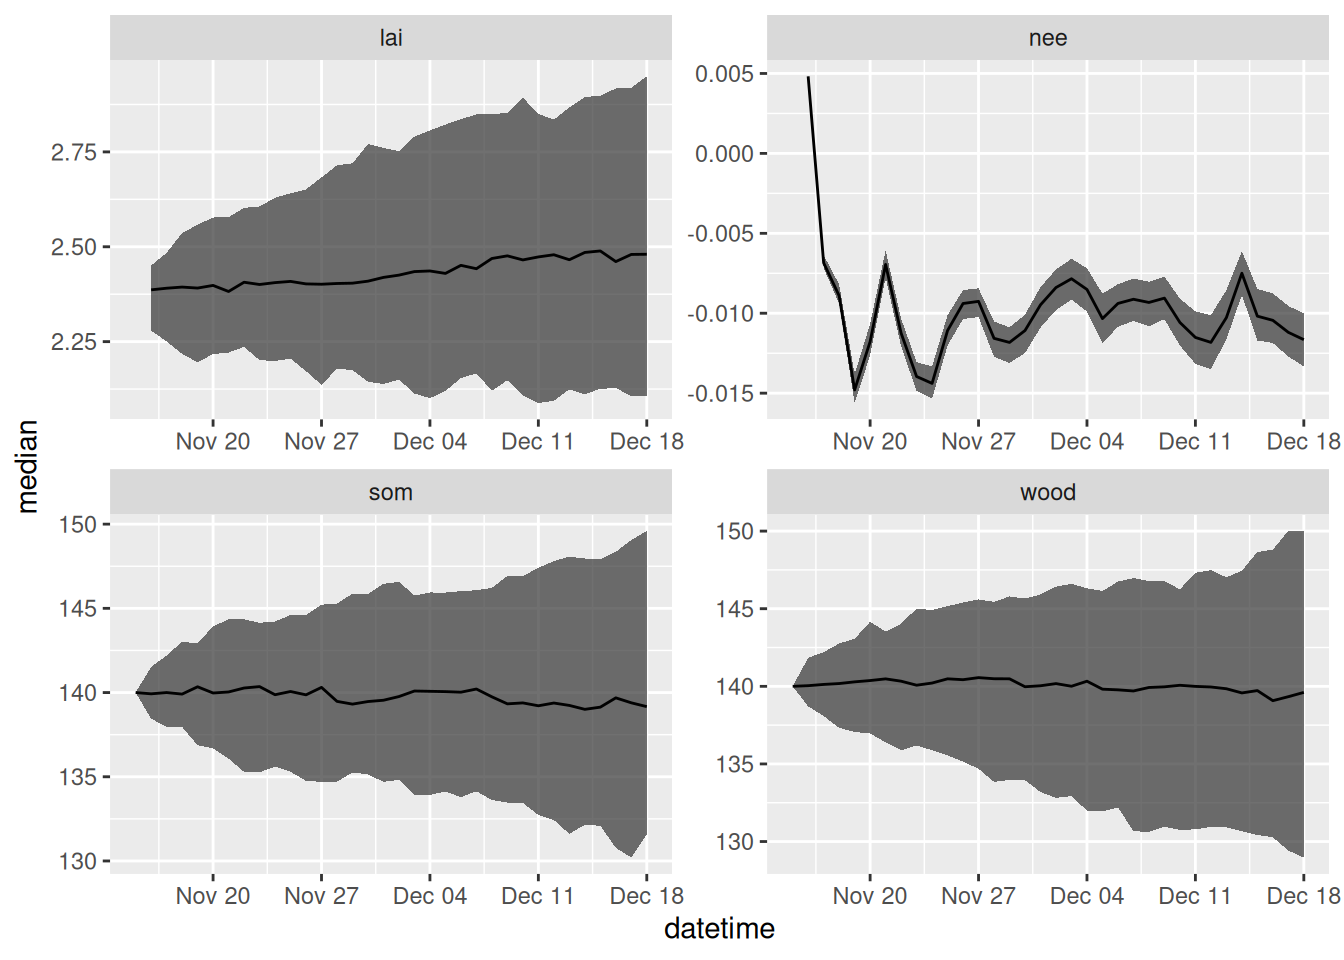 lai
nee
2.75
2.50
2.25
0.005
0.000
-0.005
-0.010
-0.015
Nov 20 Nov 27 Dec 04 Dec 11 Dec 18
Nov 20 Nov 27 Dec 04 Dec 11 Dec 18
median
som
wood
150
145
140
135
130
150
145
140
135
130
Nov 20 Nov 27 Dec 04 Dec 11 Dec 18
Nov 20 Nov 27 Dec 04 Dec 11 Dec 18
datetime